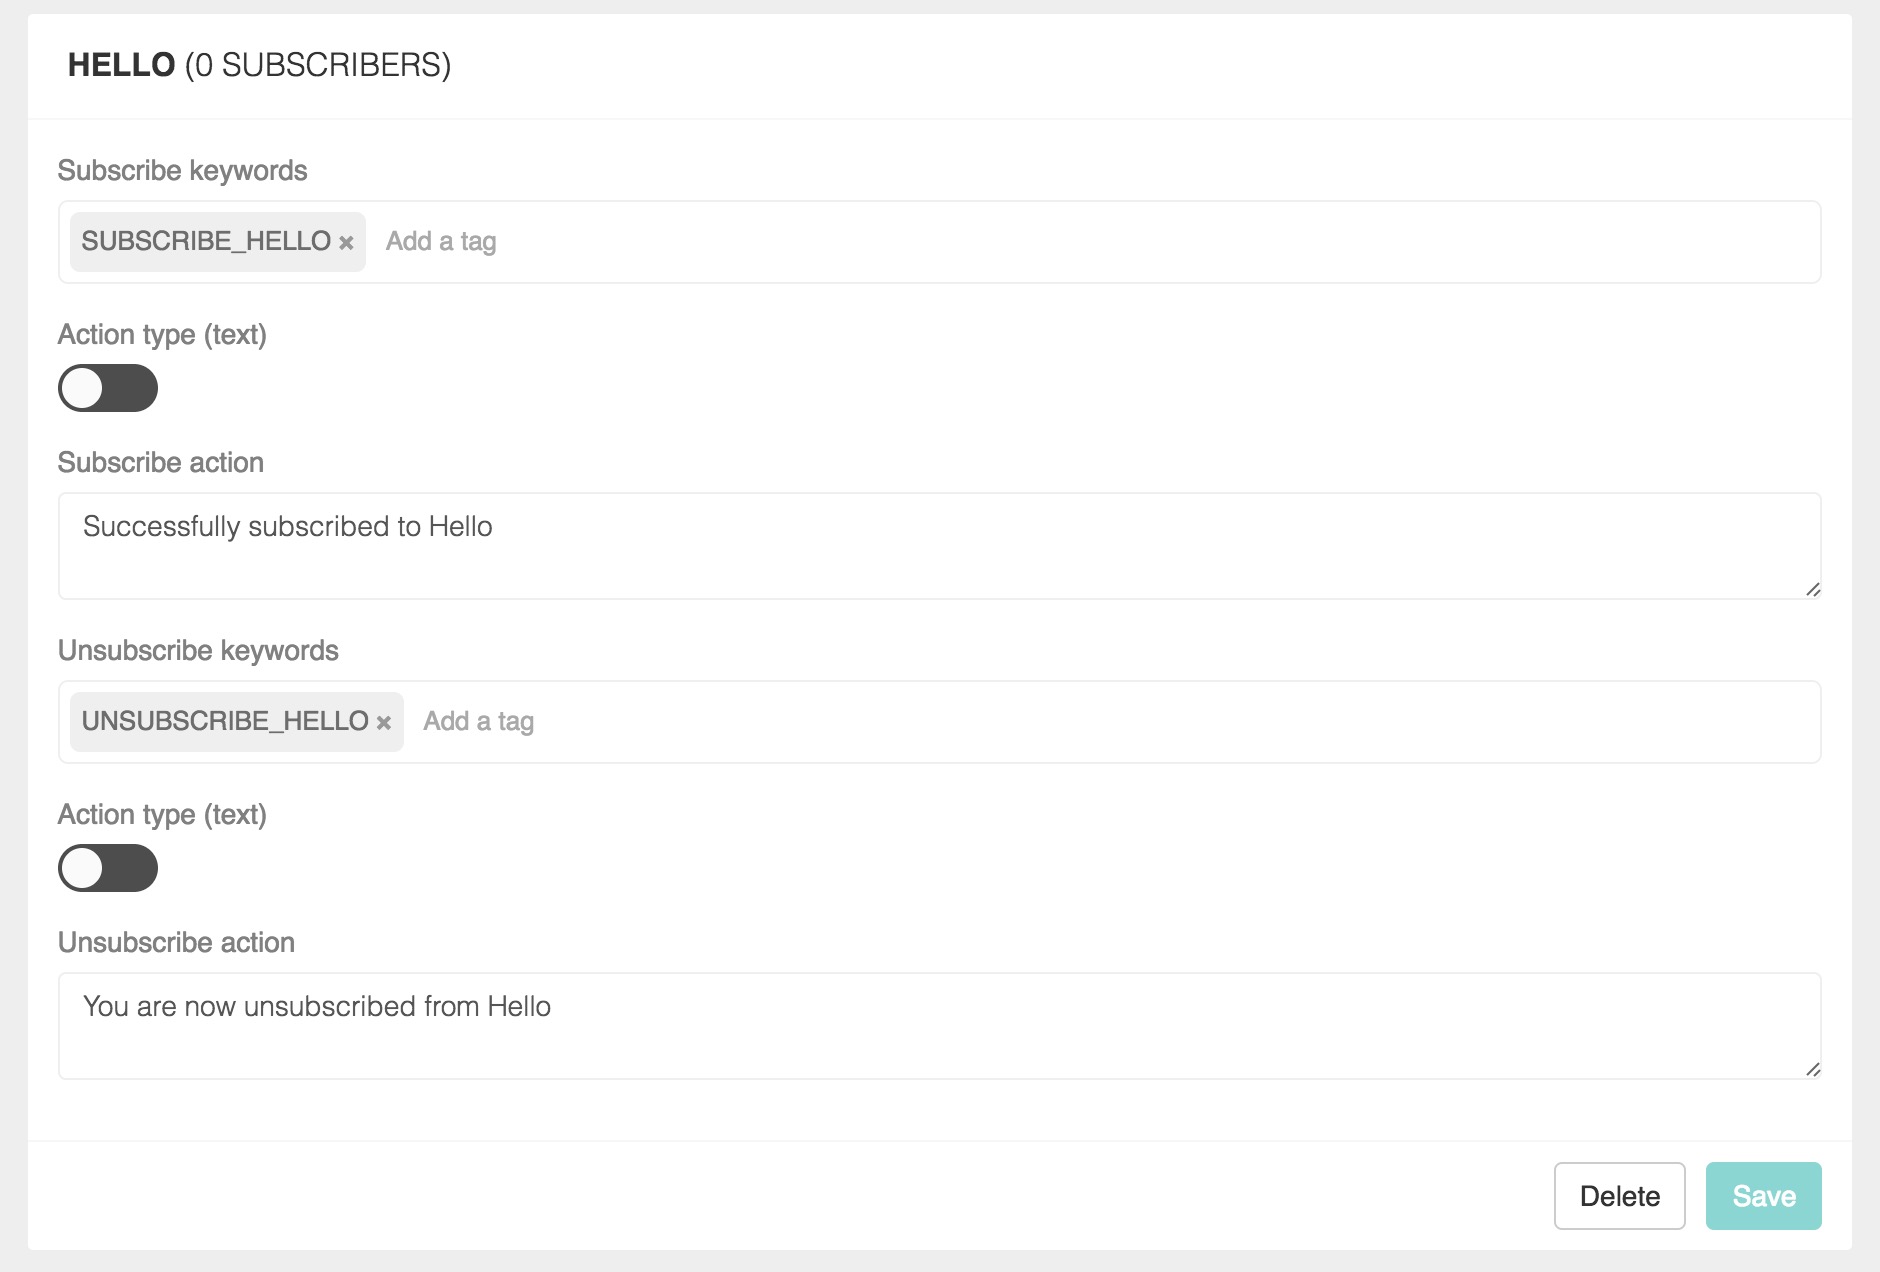 HELLO (0 SUBSCRIBERS)
Subscribe keywords
SUBSCRIBE_HELLO × Add a tag
Action type (text)
Subscribe action
Successfully subscribed to Hello
Unsubscribe keywords
UNSUBSCRIBE_HELLO × Add a tag
Action type (text)
Unsubscribe action
You are now unsubscribed from Hello
Delete Save